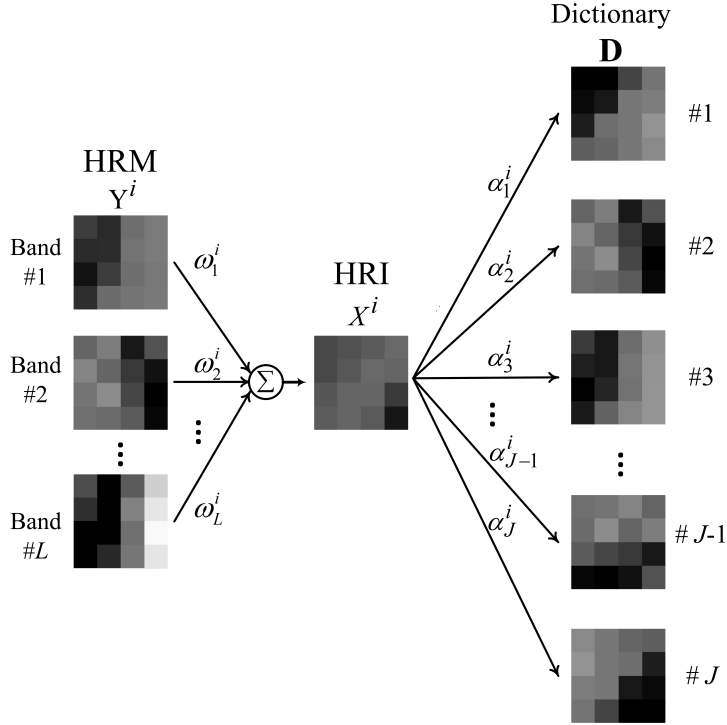 Dictionary
D
#1
HRM
Y^i
α_1^i
Band
#1
ω_1^i
α_2^i
#2
HRI
X^i
Band
#2
ω_2^i
Σ
α_3^i
#3
α_{J-1}^i
Band
#L
ω_L^i
α_J^i
# J-1
# J